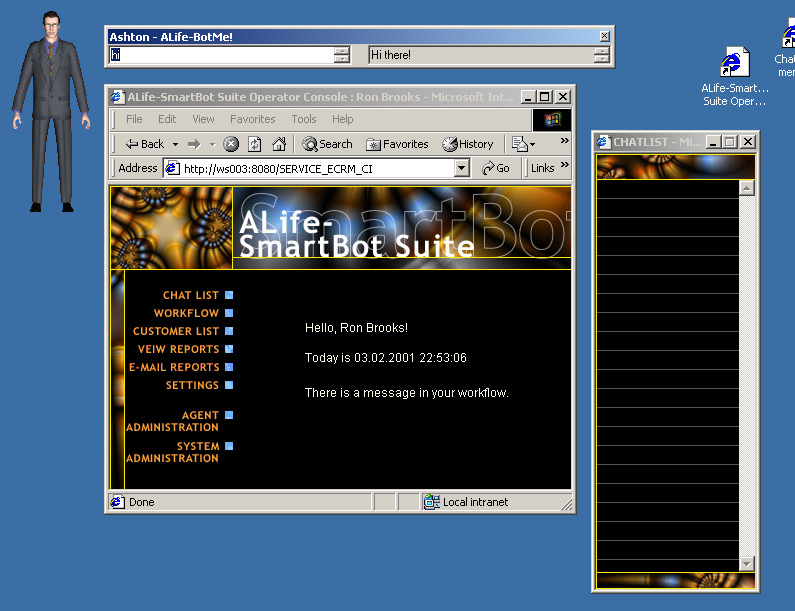 Ashton - ALife-BotMe!
hi
Hi there!
ALife-Smart...
Suite Oper...
Chat
mer
ALife-SmartBot Suite Operator Console : Ron Brooks - Microsoft Int...
File Edit View Favorites Tools Help
Back Search Favorites History »
Address http://ws003:8080/SERVICE_ECRM_CI Go Links »
SmartBot
ALife-
SmartBot Suite
CHAT LIST
WORKFLOW
CUSTOMER LIST
VEIW REPORTS
E-MAIL REPORTS
SETTINGS
AGENT
ADMINISTRATION
SYSTEM
ADMINISTRATION
Hello, Ron Brooks!
Today is 03.02.2001 22:53:06
There is a message in your workflow.
Done
Local intranet
CHATLIST - Mi...